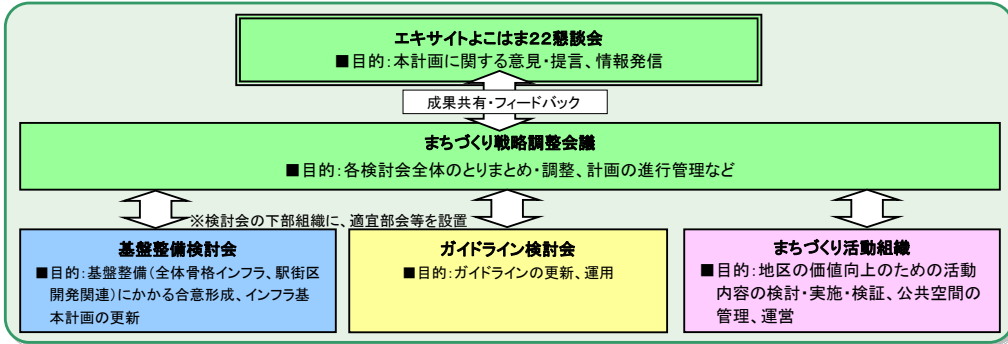 エキサイトよこはま22懇談会
■目的:本計画に関する意見・提言、情報発信
成果共有・フィードバック
まちづくり戦略調整会議
■目的:各検討会全体のとりまとめ・調整、計画の進行管理など
※検討会の下部組織に、適宜部会等を設置
基盤整備検討会
■目的:基盤整備(全体骨格インフラ、駅街区
開発関連)にかかる合意形成、インフラ基
本計画の更新
ガイドライン検討会
■目的:ガイドラインの更新、運用
まちづくり活動組織
■目的:地区の価値向上のための活動
内容の検討・実施・検証、公共空間の
管理、運営